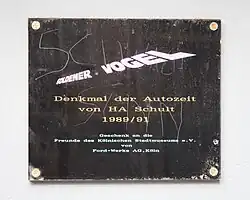 GOLDENER VOGEL
Denkmal der Autozeit
von HA Schult
1989/91
Geschenk an die
Freunde des Kölnischen Stadtmuseums e.V.
von
Ford-Werke AG, Köln